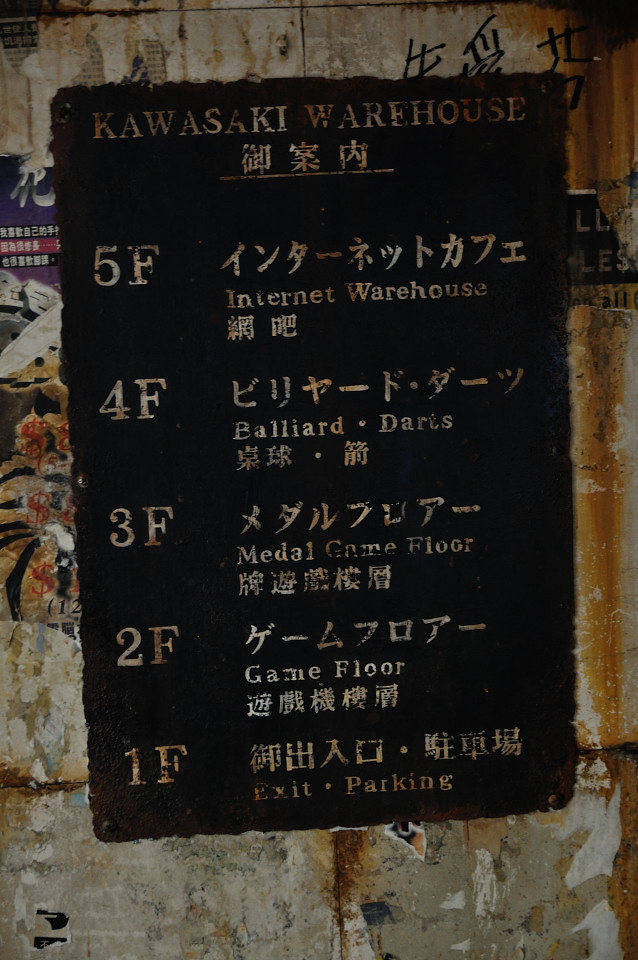 KAWASAKI WAREHOUSE
御案内
5F
インターネットカフェ
Internet Warehouse
網吧
4F
ビリヤード・ダーツ
Balliard・Darts
桌球・箭
3F
メダルフロアー
Medal Game Floor
牌遊戲樓層
2F
ゲームフロアー
Game Floor
遊戲機樓層
1F
御出入口・駐車場
Exit・Parking